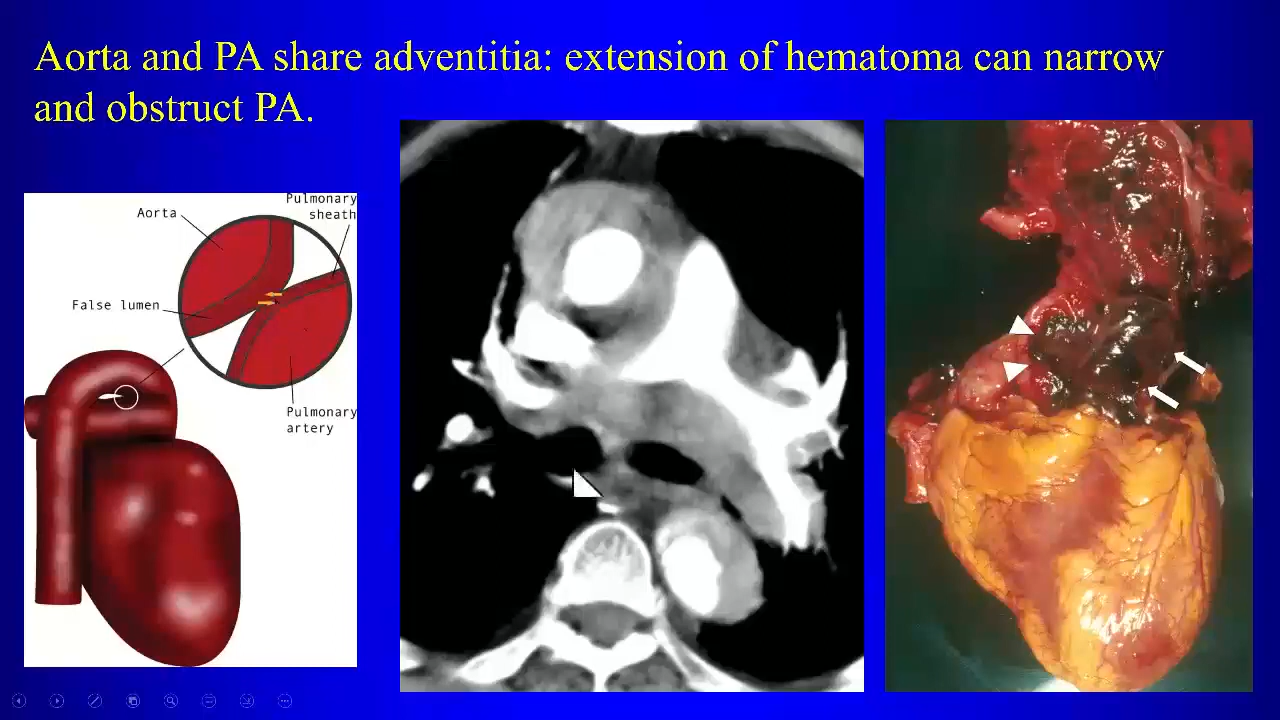 Aorta and PA share adventitia: extension of hematoma can narrow
and obstruct PA.
Pulmonary
sheath
Aorta
False lumen
Pulmonary
artery